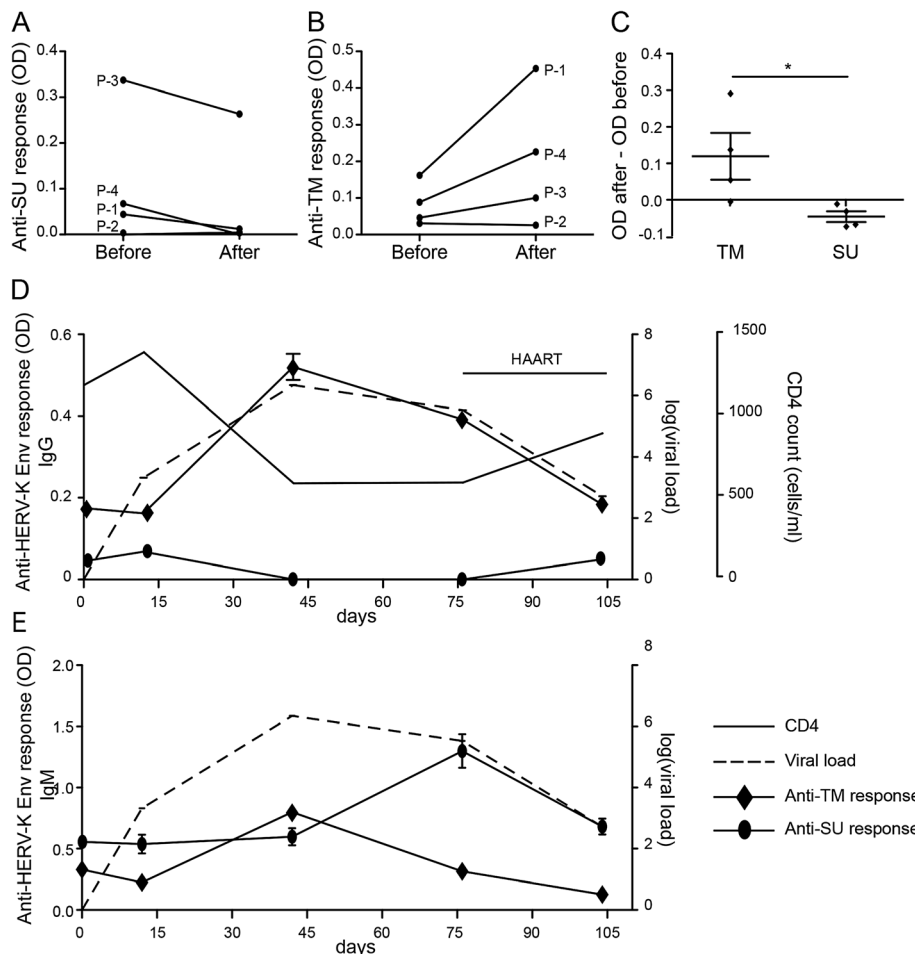 A
Anti-SU response (OD)
0.4
0.3
0.2
0.1
0.0
P-3
P-4
P-1
P-2
Before
After
B
Anti-TM response (OD)
0.5
0.4
0.3
0.2
0.1
0.0
P-1
P-4
P-3
P-2
Before
After
C
OD after - OD before
0.4
0.3
0.2
0.1
0.0
-0.1
*
TM
SU
D
Anti-HERV-K Env response (OD)
IgG
0.6
0.4
0.2
0
HAART
8
6
4
2
0
log(viral load)
1500
1000
500
0
CD4 count (cells/ml)
0
15
30
45
60
75
90
105
days
E
Anti-HERV-K Env response (OD)
IgM
2.0
1.5
1.0
0.5
0.0
8
6
4
2
0
log(viral load)
0
15
30
45
60
75
90
105
days
CD4
Viral load
Anti-TM response
Anti-SU response